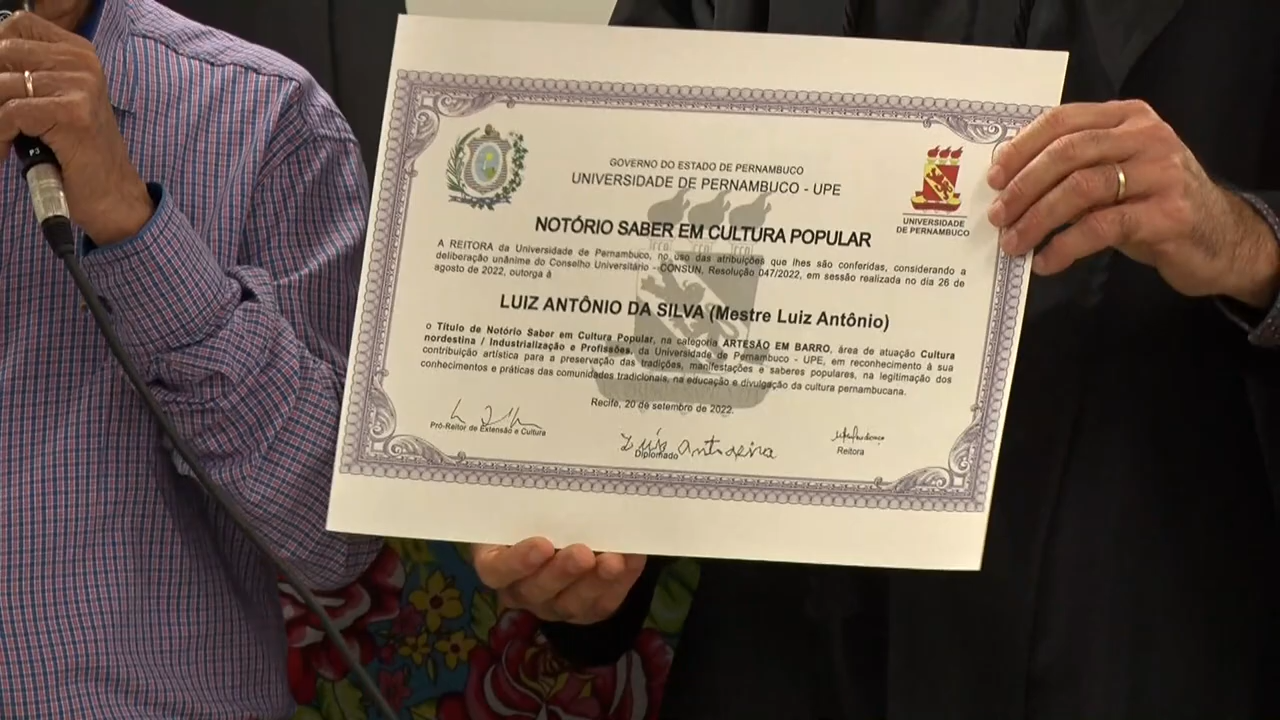 P3
GOVERNO DO ESTADO DE PERNAMBUCO
UNIVERSIDADE DE PERNAMBUCO - UPE
UNIVERSIDADE
DE PERNAMBUCO
NOTÓRIO SABER EM CULTURA POPULAR
A REITORA da Universidade de Pernambuco, no uso das atribuições que lhes são conferidas, considerando a
deliberação unânime do Conselho Universitário - CONSUN, Resolução 047/2022, em sessão realizada no dia 26 de
agosto de 2022, outorga à
LUIZ ANTÔNIO DA SILVA (Mestre Luiz Antônio)
o Título de Notório Saber em Cultura Popular, na categoria ARTESÃO EM BARRO, área de atuação Cultura
nordestina / Industrialização e Profissões, da Universidade de Pernambuco - UPE, em reconhecimento à sua
contribuição artística para a preservação das tradições, manifestações e saberes populares, na legitimação dos
conhecimentos e práticas das comunidades tradicionais, na educação e divulgação da cultura pernambucana.
Recife, 20 de setembro de 2022.
Pró-Reitor de Extensão e Cultura
Diplomado
Reitora